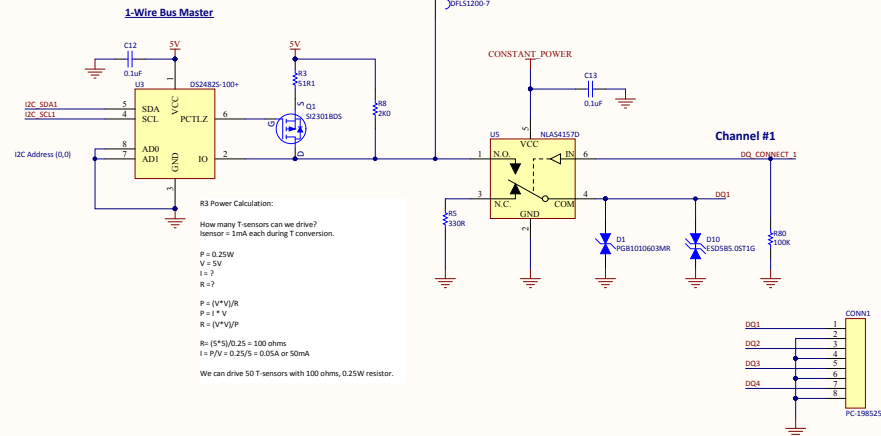 1-Wire Bus Master
DFLS1200-7
C12
0.1uF
5V
5V
U3
DS2482S-100+
R3
51R1
Q1
SI2301BDS
S
G
D
R8
2K0
I2C_SDA1
I2C_SCL1
5
4
SDA
SCL
1
VCC
PCTLZ
6
I2C Address (0,0)
8
7
AD0
AD1
GND
3
IO
2
CONSTANT_POWER
C13
0.1uF
U5
NLAS4157D
5
VCC
1
N.O.
IN
6
3
N.C.
COM
4
GND
2
Channel #1
DQ_CONNECT_1
DQ1
R5
330R
D1
PGB1010603MR
D10
ESD5B5.0ST1G
R80
100K
R3 Power Calculation:
How many T-sensors can we drive?
Isensor = 1mA each during T conversion.
P = 0.25W
V = 5V
I = ?
R =?
P = (V*V)/R
P = I * V
R = (V*V)/P
R= (5*5)/0.25 = 100 ohms
I = P/V = 0.25/5 = 0.05A or 50mA
We can drive 50 T-sensors with 100 ohms, 0.25W resistor.
CONN1
DQ1
1
2
DQ2
3
4
DQ3
5
6
DQ4
7
8
PC-198525